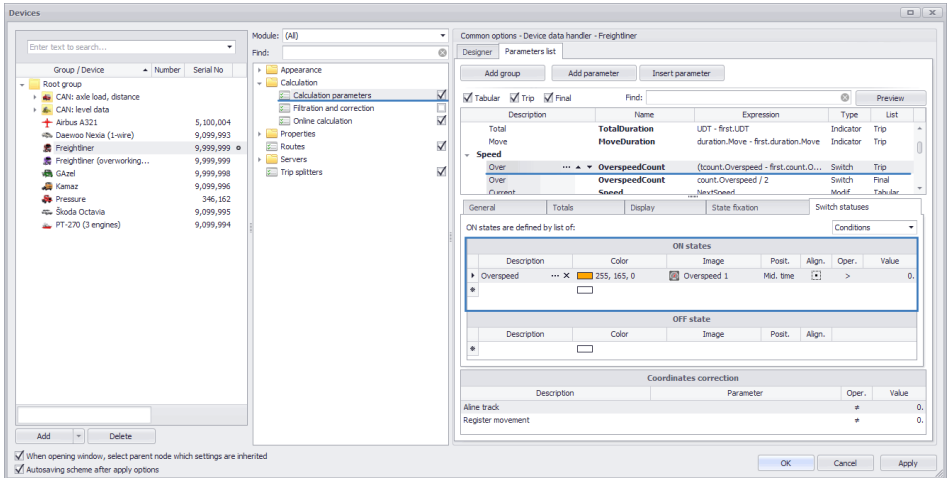 Devices
Enter text to search...
Group / Device Number Serial No
Root group
CAN: axle load, distance
CAN: level data
Airbus A321 5,100,004
Daewoo Nexia (1-wire) 9,099,993
Freightliner 9,999,999
Freightliner (overworking... 9,999,999
GAzel 9,999,998
Kamaz 9,099,996
Pressure 346,162
Škoda Octavia 9,099,995
PT-270 (3 engines) 9,099,994
Add Delete
When opening window, select parent node which settings are inherited
Autosaving scheme after apply options
Module: (All)
Find:
Appearance
Calculation
Calculation parameters
Filtration and correction
Online calculation
Properties
Routes
Servers
Trip splitters
Common options - Device data handler - Freightliner
Designer Parameters list
Add group Add parameter Insert parameter
Tabular Trip Final Find: Preview
Description Name Expression Type List
Total TotalDuration UDT - first.UDT Indicator Trip
Move MoveDuration duration.Move - first.duration.Move Indicator Trip
Speed
Over ... OverspeedCount (tcount.Overspeed - first.count.O... Switch Trip
Over OverspeedCount count.Overspeed / 2 Switch Final
Current Speed NextSpeed Modif. Tabular
General Totals Display State fixation Switch statuses
ON states are defined by list of: Conditions
ON states
Description Color Image Posit. Align. Oper. Value
Overspeed ... × 255, 165, 0 Overspeed 1 Mid. time > 0.
OFF state
Description Color Image Posit. Align.
Coordinates correction
Description Parameter Oper. Value
Aline track ≠ 0.
Register movement ≠ 0.
OK Cancel Apply